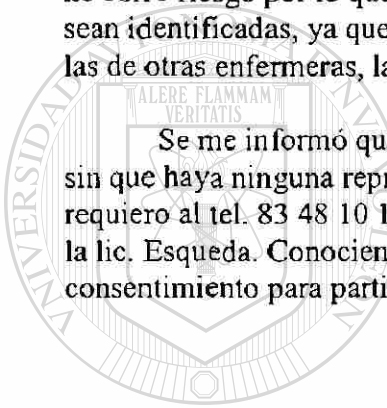 sean identificadas, ya que
las de otras enfermeras, la
ALERE FLAMMAM
VERITATIS
Se me informó qu
sin que haya ninguna repr
requiero al tel. 83 48 10 1
la lic. Esqueda. Conocien
consentimiento para parti